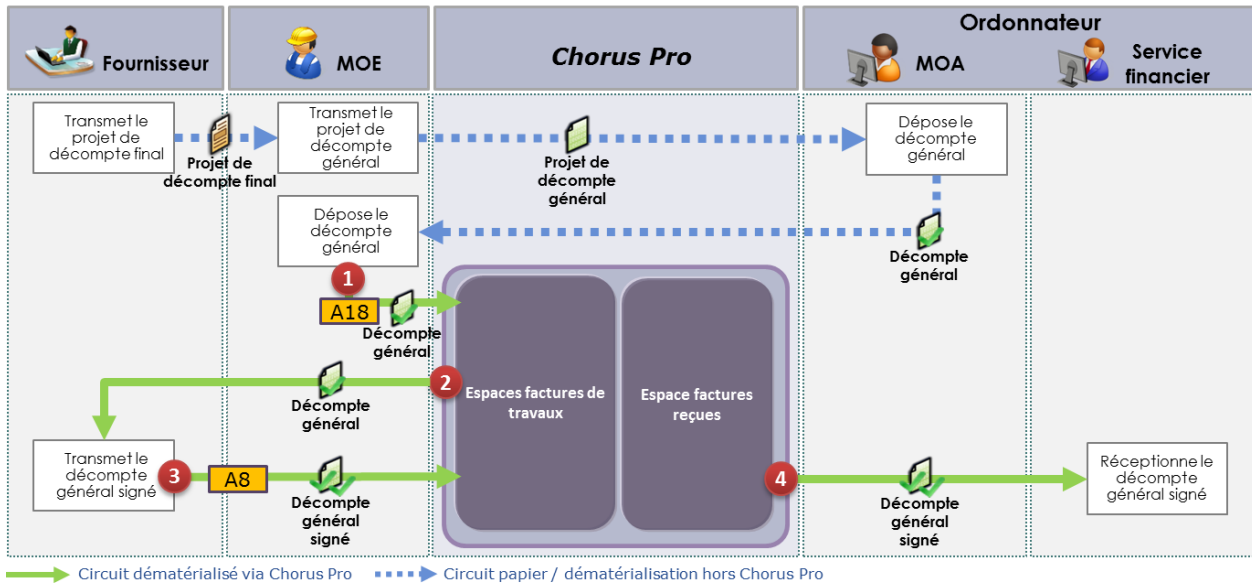 Fournisseur
MOE
Chorus Pro
Ordonnateur
MOA
Service
financier
Transmet le
projet de
décompte final
Projet de
décompte final
Transmet le
projet de
décompte
général
Projet de
décompte
général
Dépose le
décompte
général
Dépose le
décompte
général
Décompte
général
1
A18
Décompte
général
2
Décompte
général
Espaces factures de
travaux
Espace factures
reçues
Transmet le
décompte
général signé
3
A8
Décompte
général
signé
4
Décompte
général
signé
Réceptionne le
décompte
général signé
Circuit dématérialisé via Chorus Pro
Circuit papier / dématérialisation hors Chorus Pro